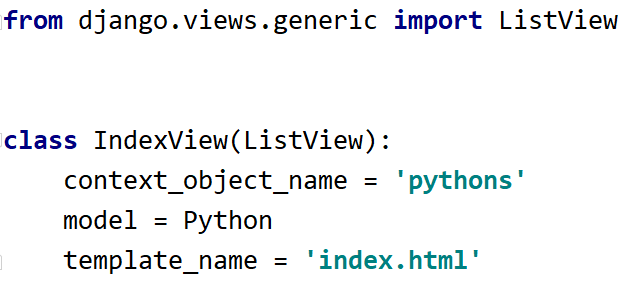 from django.views.generic import ListView
class IndexView(ListView):
    context_object_name = 'pythons'
    model = Python
    template_name = 'index.html'